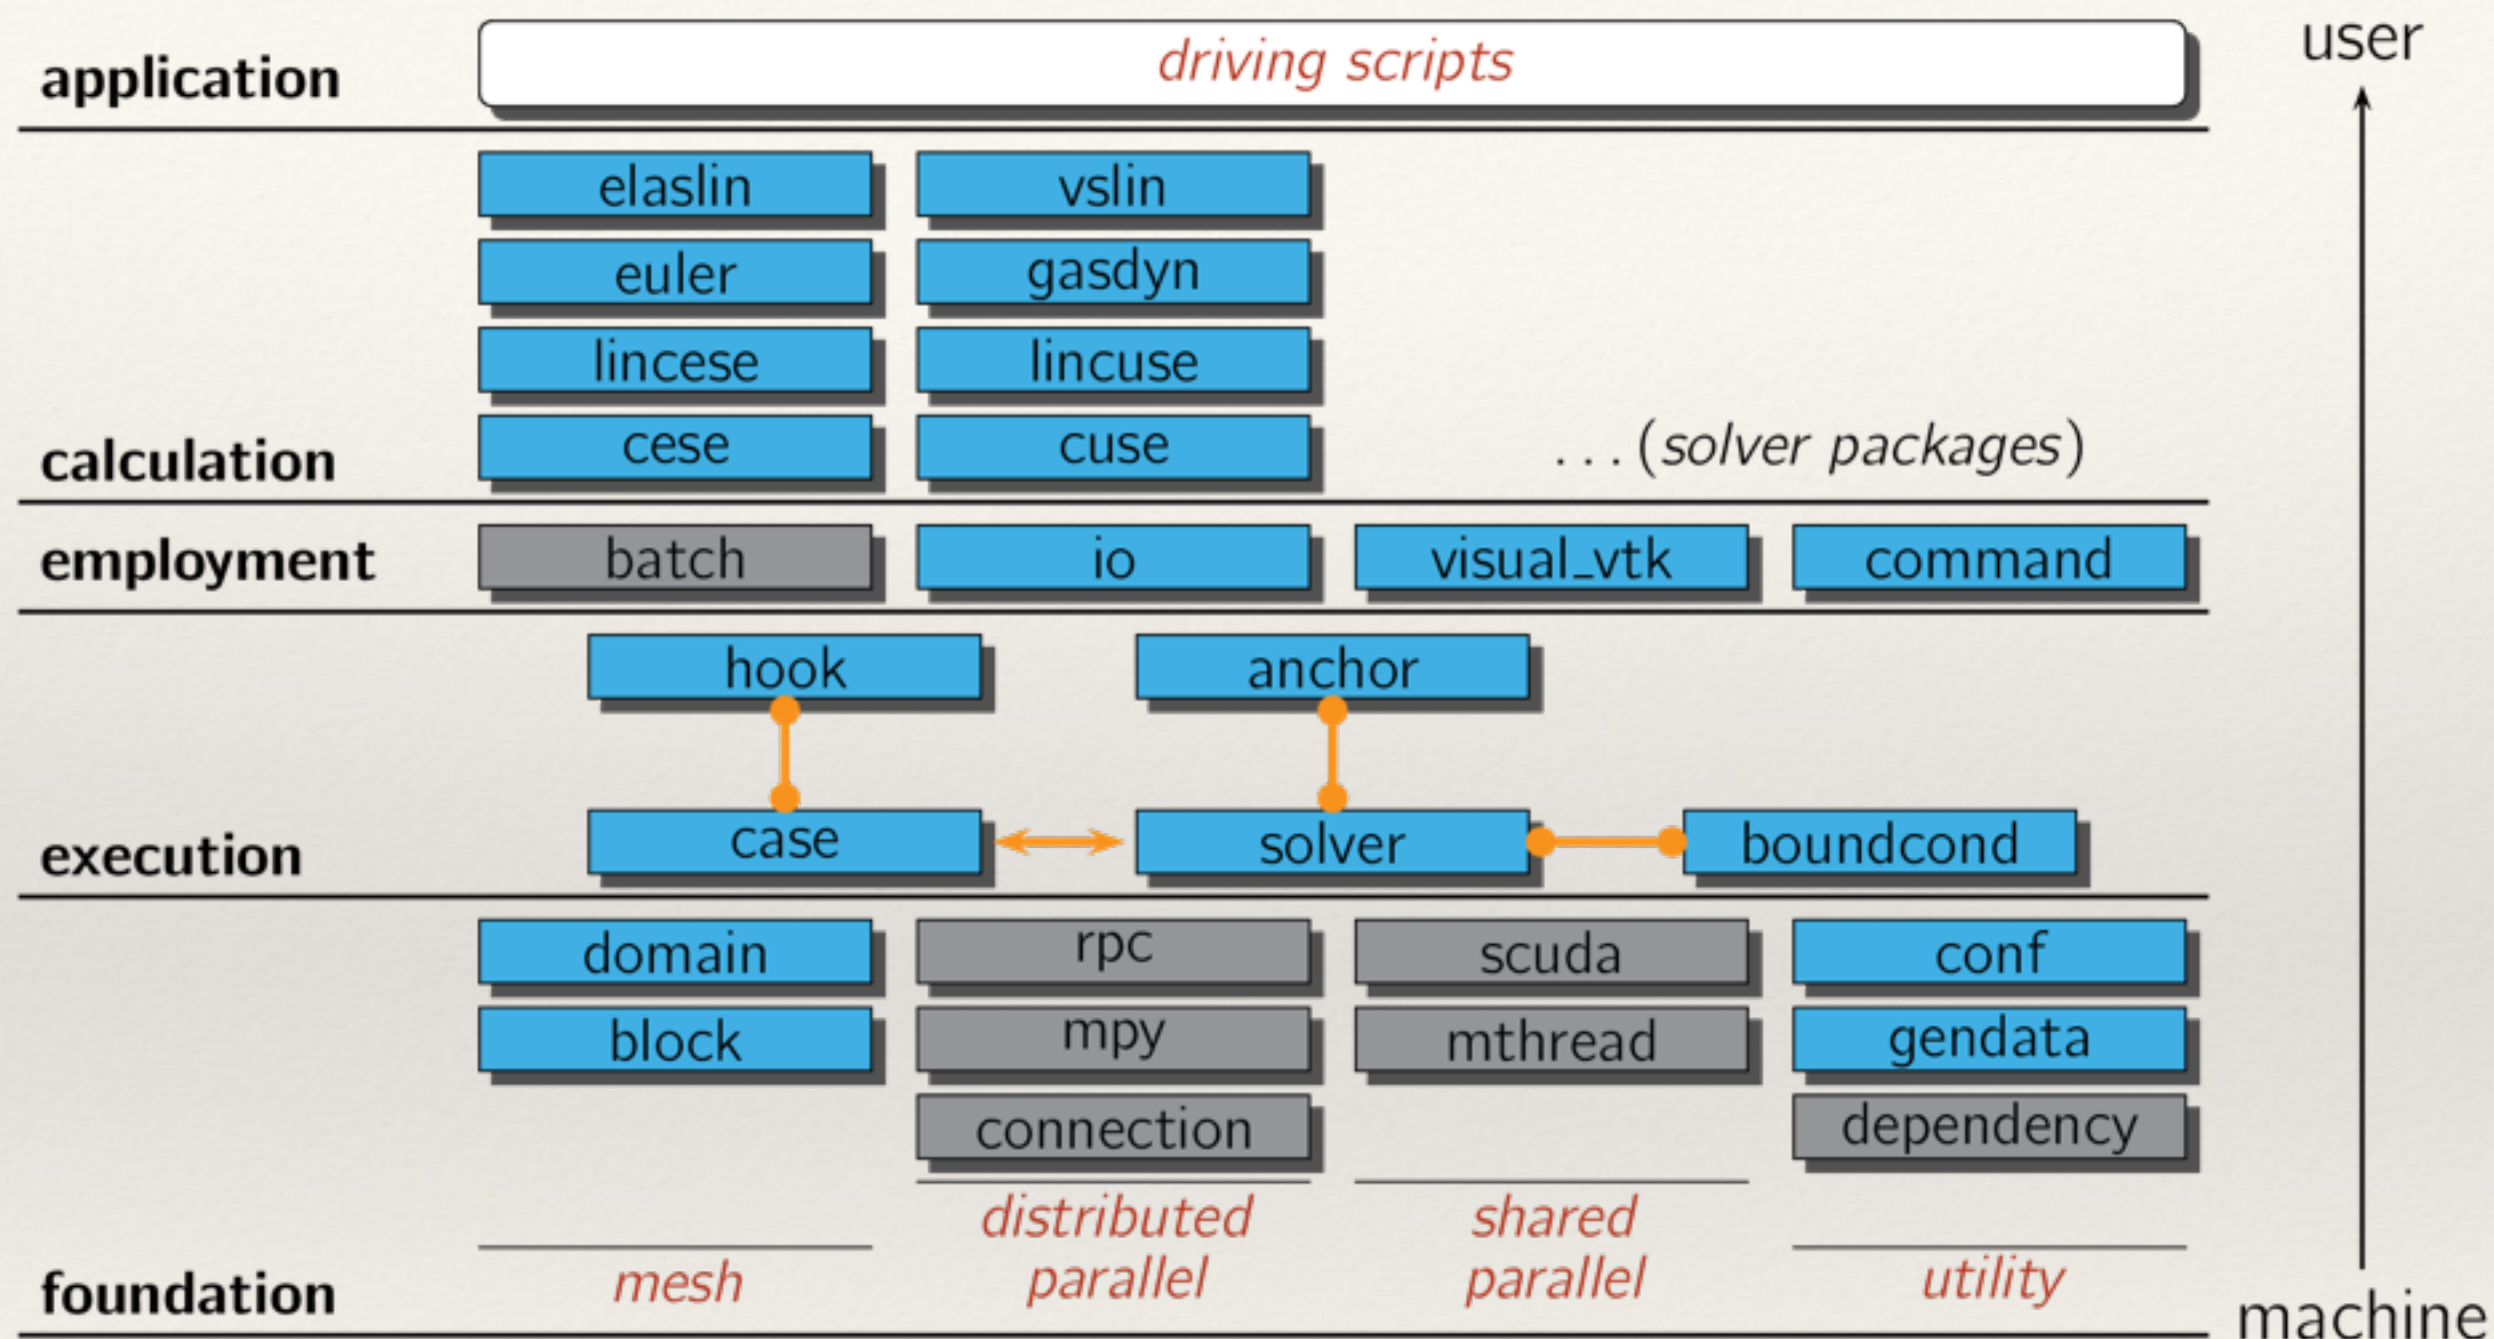 user
application
driving scripts
elaslin
vslin
euler
gasdyn
lincese
lincuse
calculation
cese
cuse
...(solver packages)
employment
batch
io
visual_vtk
command
hook
anchor
execution
case
solver
boundcond
domain
rpc
scuda
conf
block
mpy
mthread
gendata
connection
dependency
foundation
mesh
distributed
parallel
shared
parallel
utility
machine